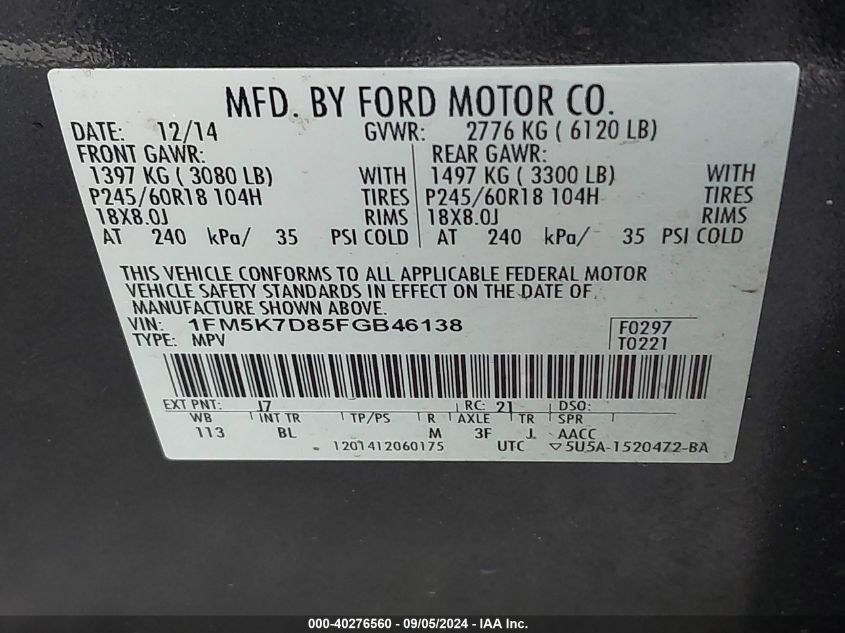 MFD. BY FORD MOTOR CO.
DATE: 12/14 GVWR: 2776 KG ( 6120 LB)
FRONT GAWR: REAR GAWR:
1397 KG ( 3080 LB) WITH 1497 KG ( 3300 LB) WITH
P245/60R18 104H TIRES P245/60R18 104H TIRES
18X8.0J RIMS 18X8.0J RIMS
AT 240 kPa/ 35 PSI COLD AT 240 kPa/ 35 PSI COLD
THIS VEHICLE CONFORMS TO ALL APPLICABLE FEDERAL MOTOR
VEHICLE SAFETY STANDARDS IN EFFECT ON THE DATE OF
MANUFACTURE SHOWN ABOVE.
VIN: 1FM5K7D85FGB46138 F0297
TYPE: MPV T0221
EXT PNT: J7 RC: 21 DSO:
WB INT TR TP/PS R AXLE TR SPR
113 BL M 3F J AACC
1201412060175 UTC ▽5U5A-1520472-BA
000-40276560 - 09/05/2024 - IAA Inc.